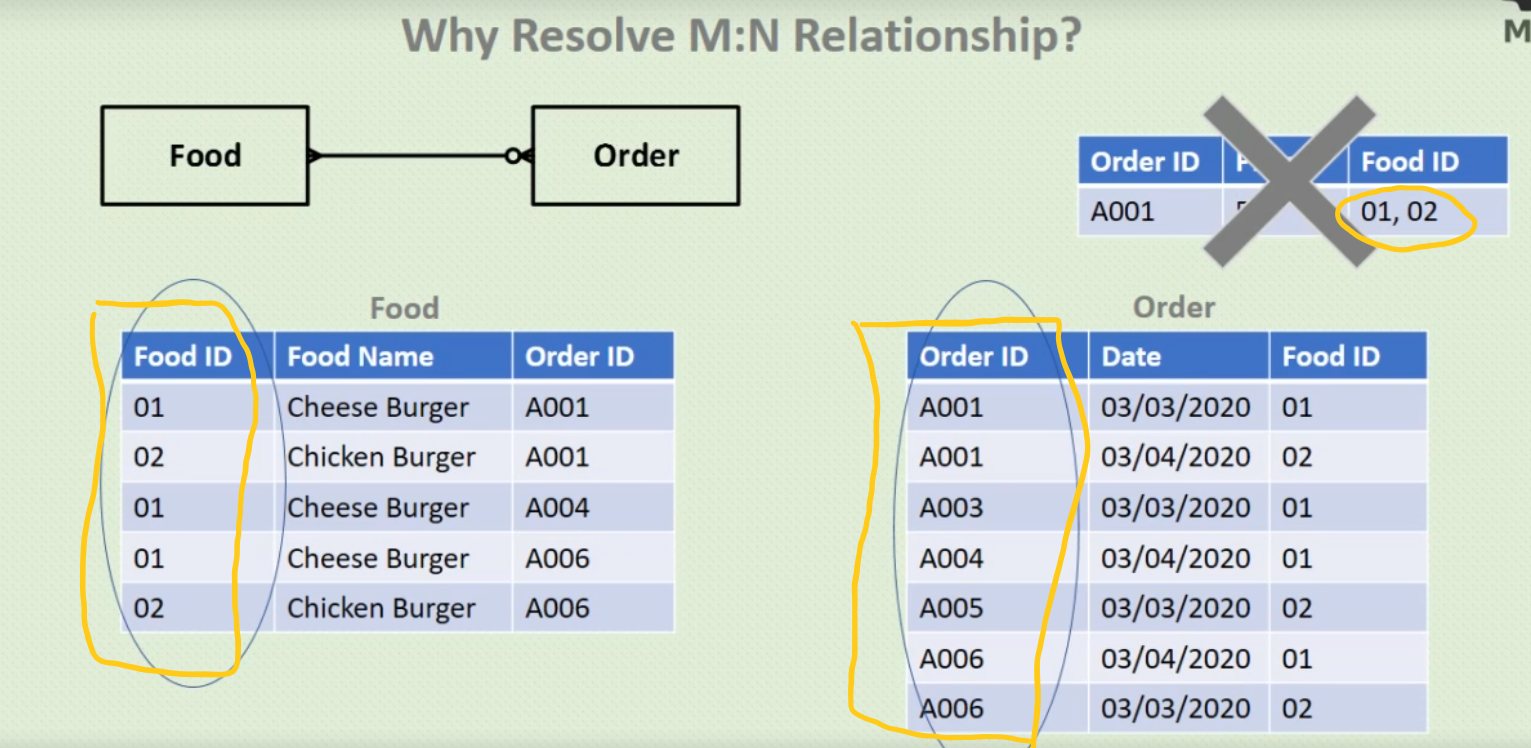 Why Resolve M:N Relationship?
M
Food
Order
Order ID Food ID
A001 01, 02
Food
Food ID Food Name Order ID
01 Cheese Burger A001
02 Chicken Burger A001
01 Cheese Burger A004
01 Cheese Burger A006
02 Chicken Burger A006
Order
Order ID Date Food ID
A001 03/03/2020 01
A001 03/04/2020 02
A003 03/03/2020 01
A004 03/04/2020 01
A005 03/03/2020 02
A006 03/04/2020 01
A006 03/03/2020 02